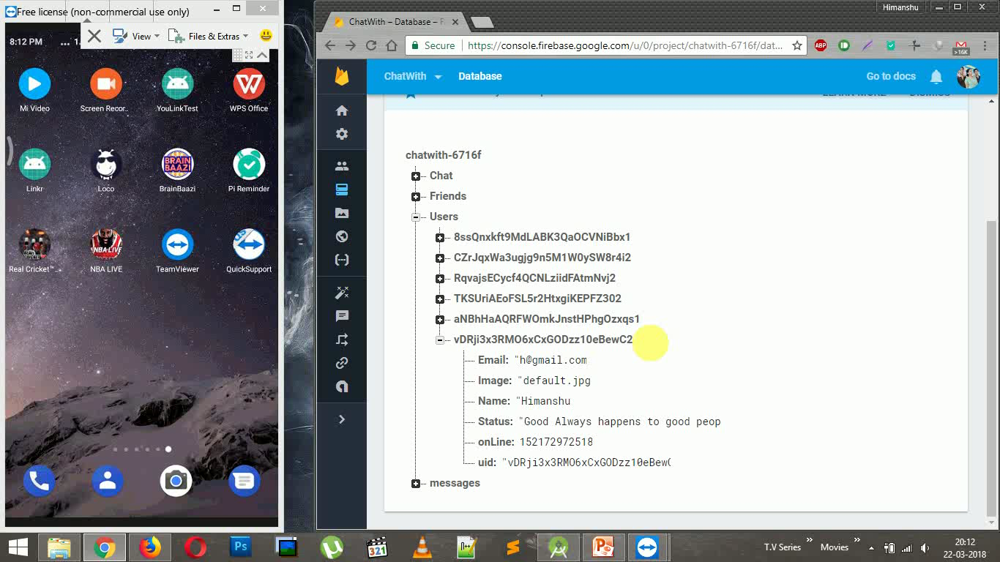 Free license (non-commercial use only)
View
Files & Extras
8:12 PM
...
Mi Video
Screen Recor..
YouLinkTest
WPS Office
Linkr
Loco
BRAIN BAAZI
BrainBaazi
Pi Reminder
NBA LIVE
Real Cricket™...
NBA LIVE
TeamViewer
QuickSupport
Himanshu
ChatWith – Database – F
Secure
https://console.firebase.google.com/u/0/project/chatwith-6716f/dat...
ABP
>16K
ChatWith
Database
Go to docs
LEARN MORE
DISMISS
chatwith-6716f
Chat
Friends
Users
8ssQnxkft9MdLABK3QaOCVNiBbx1
CZrJqxWa3ugjg9n5M1W0ySW8r4i2
RqvajsECycf4QCNLziidFAtmNvj2
TKSUriAEoFSL5r2HtxgiKEPFZ302
aNBhHaAQRFWOmkJnstHPhgOzxqs1
vDRji3x3RMO6xCxGODzz10eBewC2
Email: "h@gmail.com
Image: "default.jpg
Name: "Himanshu
Status: "Good Always happens to good peop
onLine: 152172972518
uid: "vDRji3x3RMO6xCxGODzz10eBewC
messages
Ps
321
T.V Series
Movies
20:12
22-03-2018